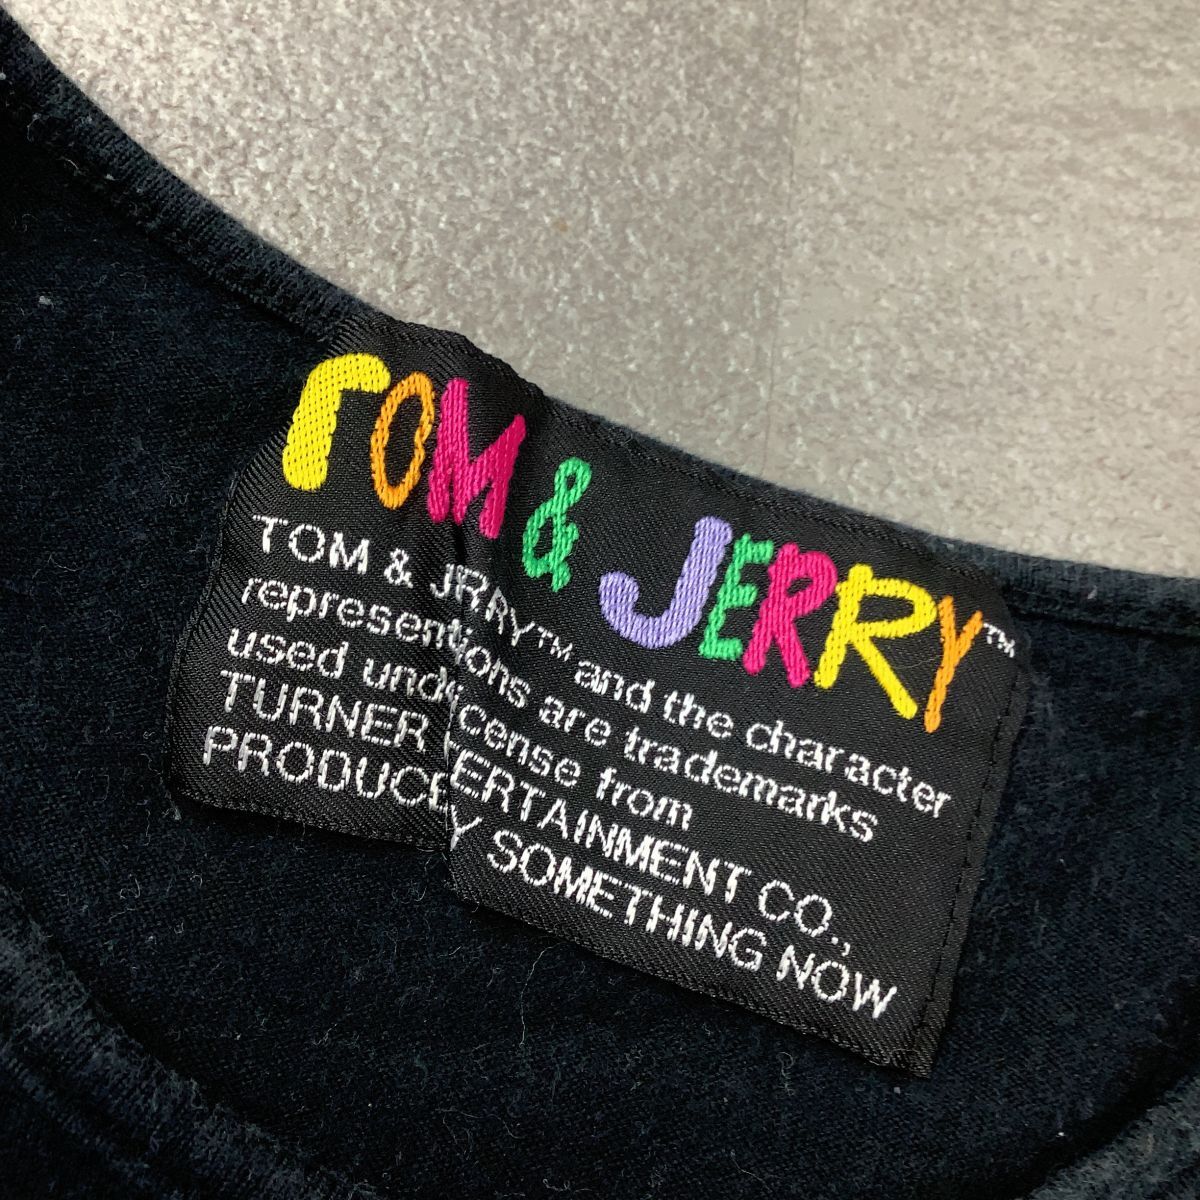 TOM & JERRY™
TOM & JRRY™ and the character
representions are trademarks
used und cense from
TURNER ERTAINMENT CO.,
PRODUCE Y SOMETHING NOW